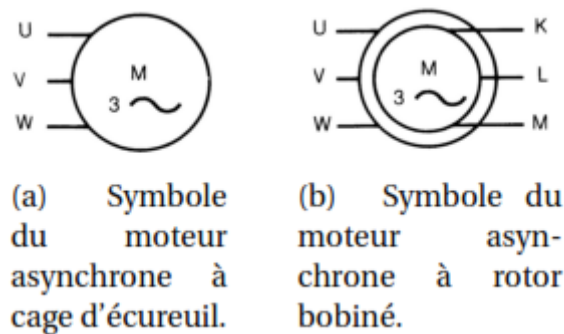 U
V
W
M
3
U
V
W
M
3
K
L
M
(a) Symbole
du moteur
asynchrone à
cage d'écureuil.
(b) Symbole du
moteur asyn-
chrone à rotor
bobiné.